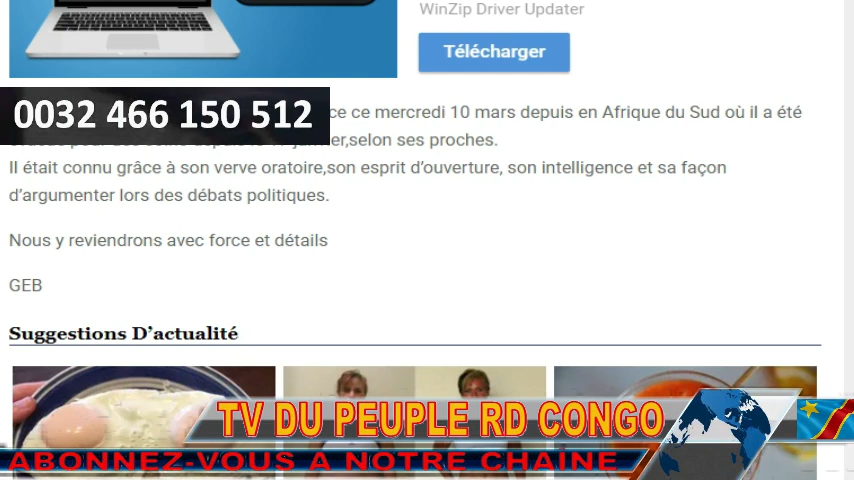 WinZip Driver Updater
Télécharger
0032 466 150 512
ce mercredi 10 mars depuis en Afrique du Sud où il a été
selon ses proches.
Il était connu grâce à son verve oratoire,son esprit d'ouverture, son intelligence et sa façon
d'argumenter lors des débats politiques.
Nous y reviendrons avec force et détails
GEB
Suggestions D'actualité
TV DU PEUPLE RD CONGO
ABONNEZ-VOUS A NOTRE CHAINE